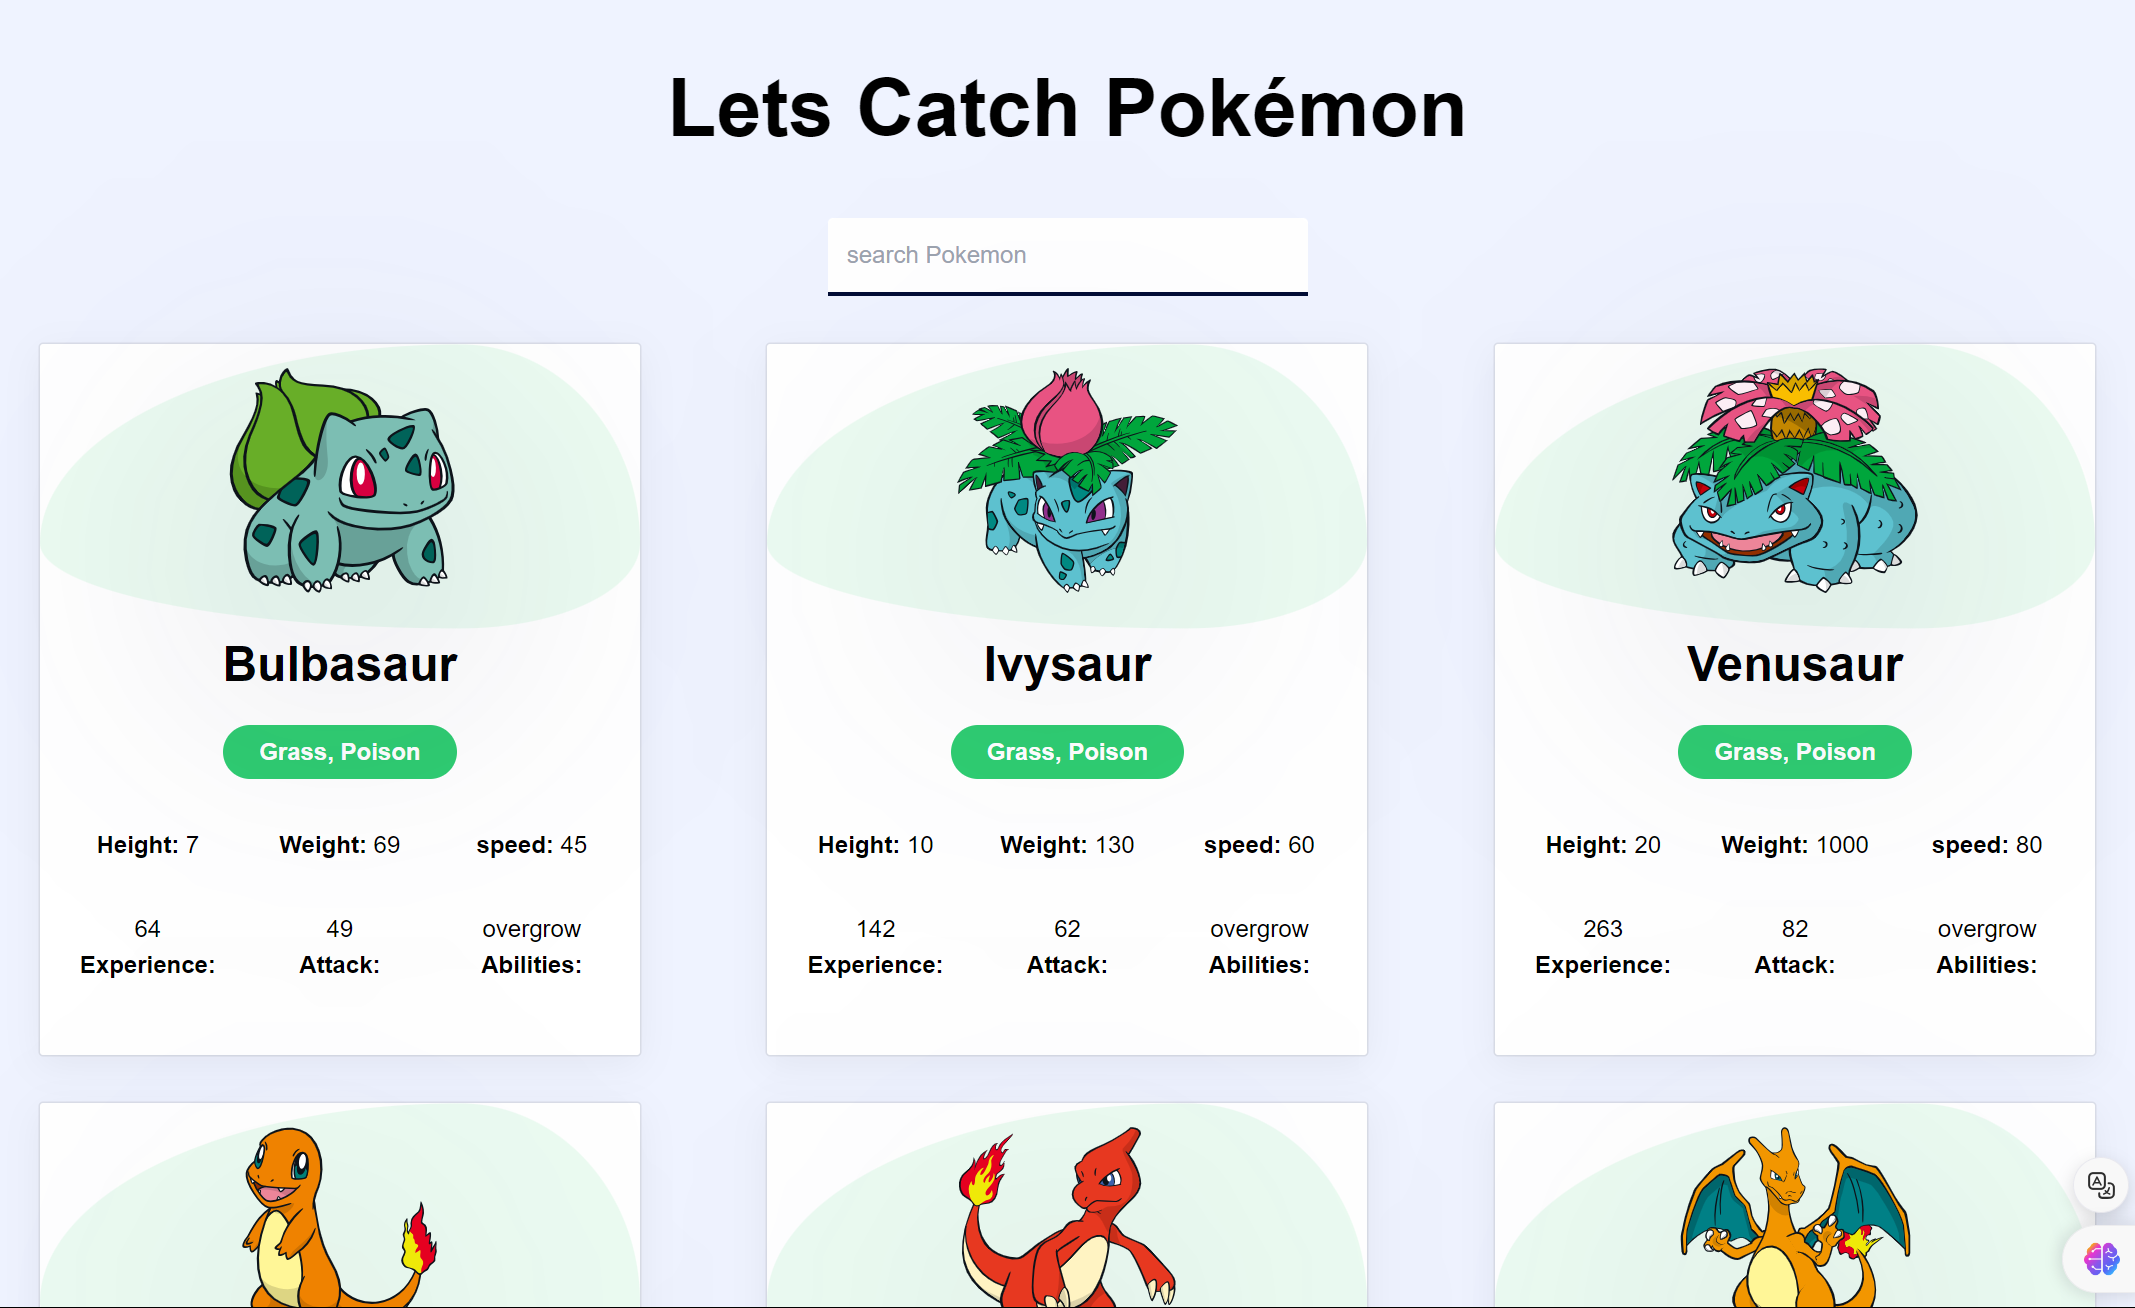 Lets Catch Pokémon
search Pokemon
Bulbasaur
Grass, Poison
Height: 7 Weight: 69 speed: 45
64 49 overgrow
Experience: Attack: Abilities:
Ivysaur
Grass, Poison
Height: 10 Weight: 130 speed: 60
142 62 overgrow
Experience: Attack: Abilities:
Venusaur
Grass, Poison
Height: 20 Weight: 1000 speed: 80
263 82 overgrow
Experience: Attack: Abilities: